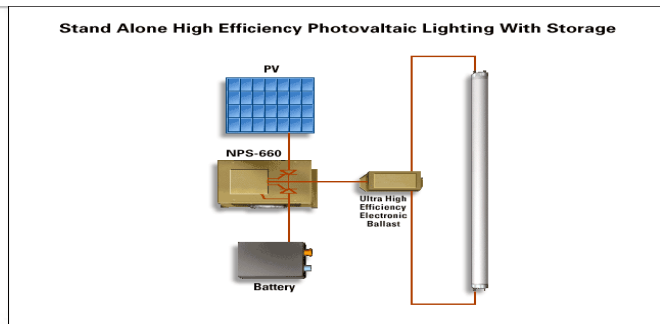 Stand Alone High Efficiency Photovaltaic Lighting With Storage
PV
NPS-660
Ultra High
Efficiency
Electronic
Ballast
Battery